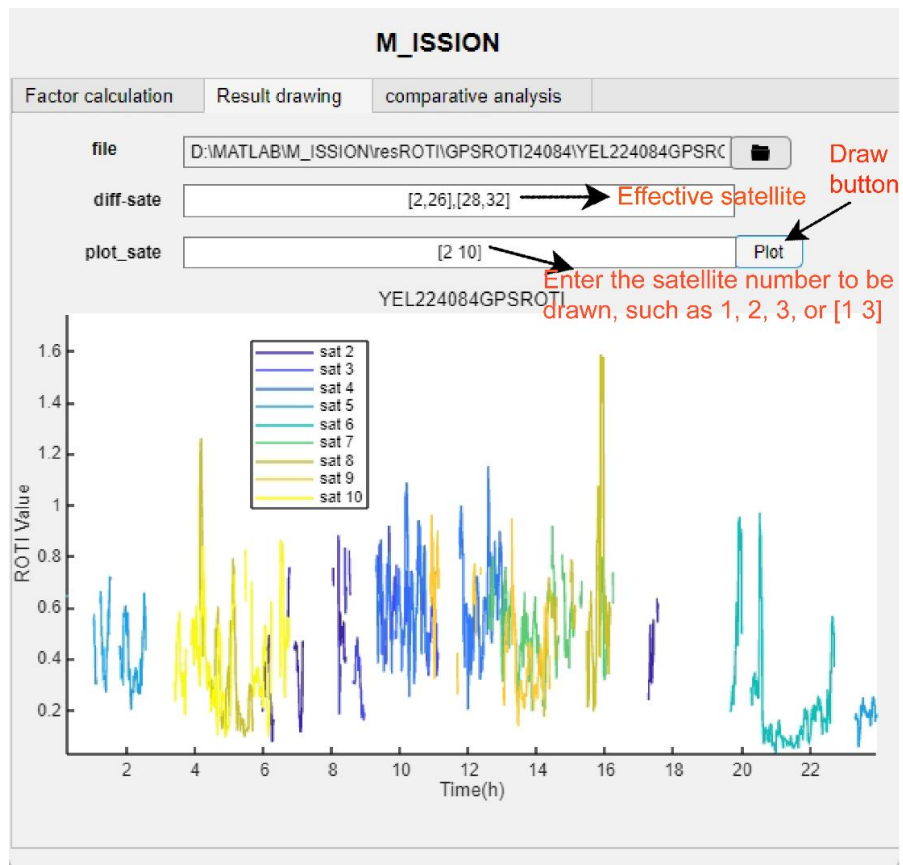 M_ISSION
Factor calculation Result drawing comparative analysis
file D:\MATLAB\M_ISSION\resROTI\GPSROTI24084\YEL224084GPSRC
Draw
button
diff-sate [2,26],[28,32] Effective satellite
plot_sate [2 10] Plot
Enter the satellite number to be
drawn, such as 1, 2, 3, or [1 3]
YEL224084GPSROTI
sat 2
sat 3
sat 4
sat 5
sat 6
sat 7
sat 8
sat 9
sat 10
ROTI Value
1.6
1.4
1.2
1
0.8
0.6
0.4
0.2
2 4 6 8 10 12 14 16 18 20 22
Time(h)